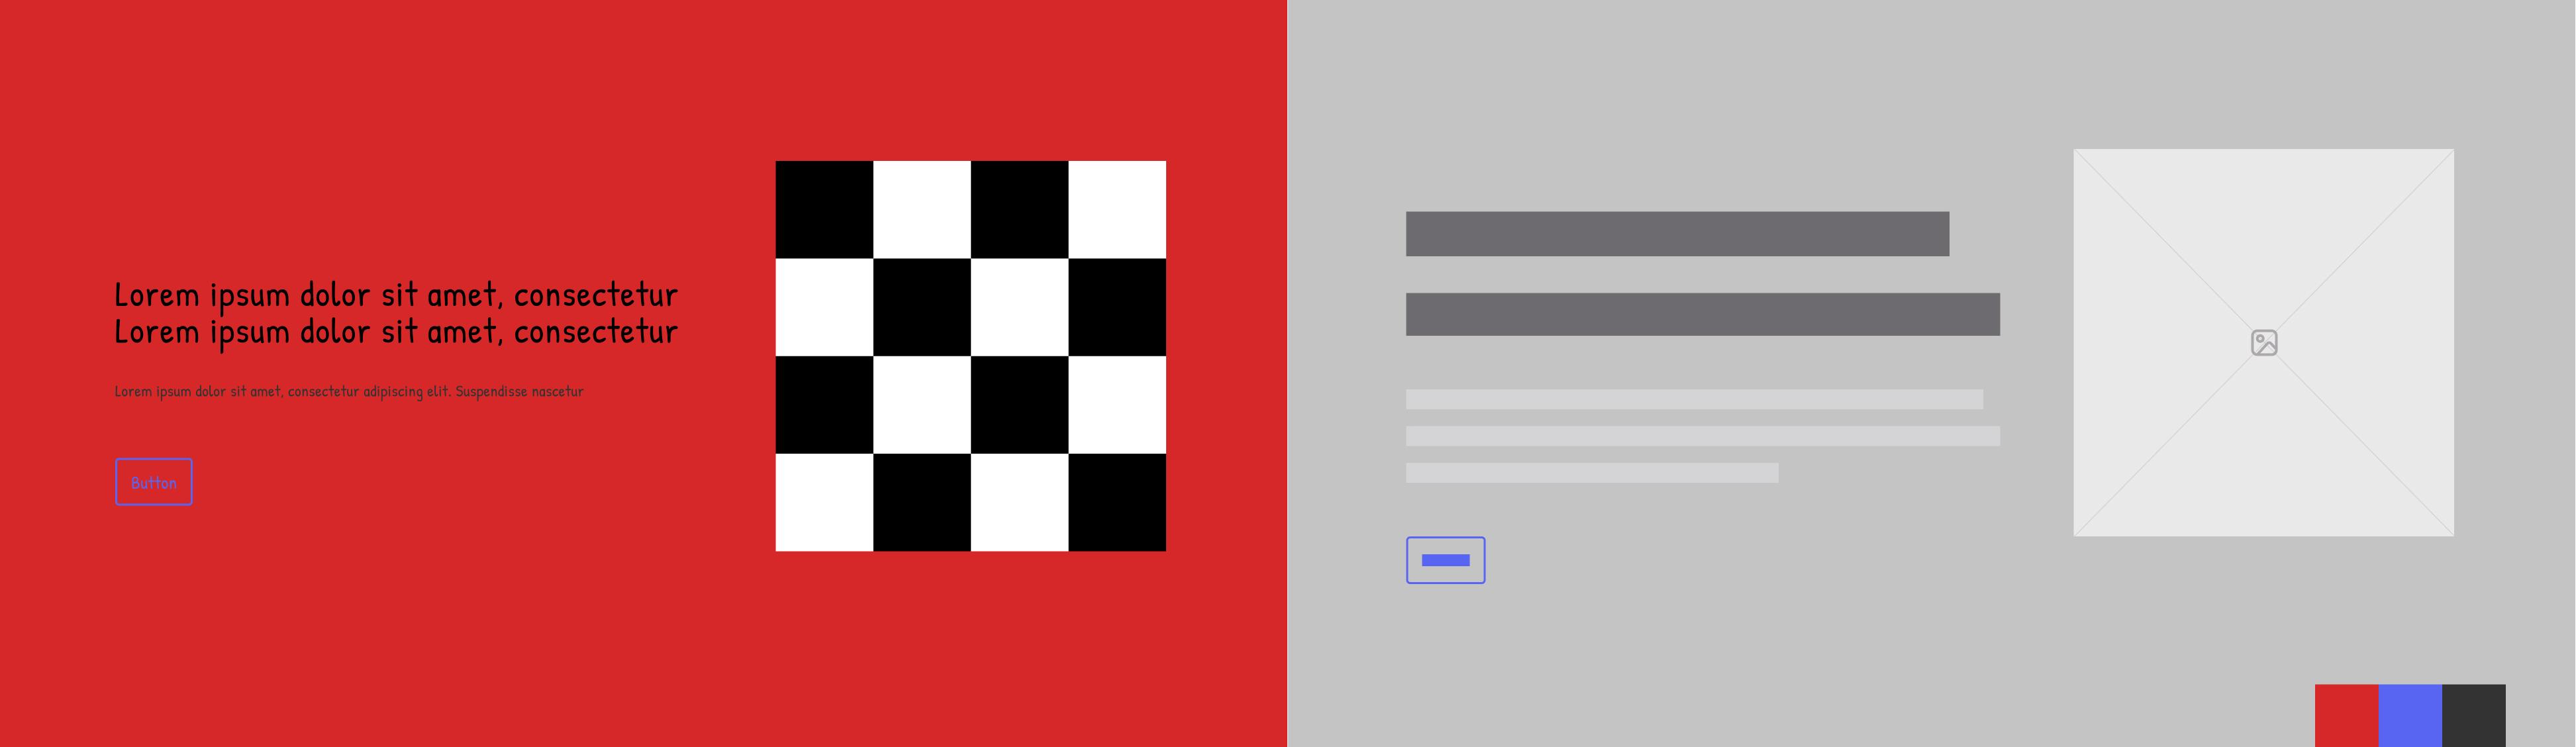 Lorem ipsum dolor sit amet, consectetur
Lorem ipsum dolor sit amet, consectetur
Lorem ipsum dolor sit amet, consectetur adipiscing elit. Suspendisse nascetur
Button